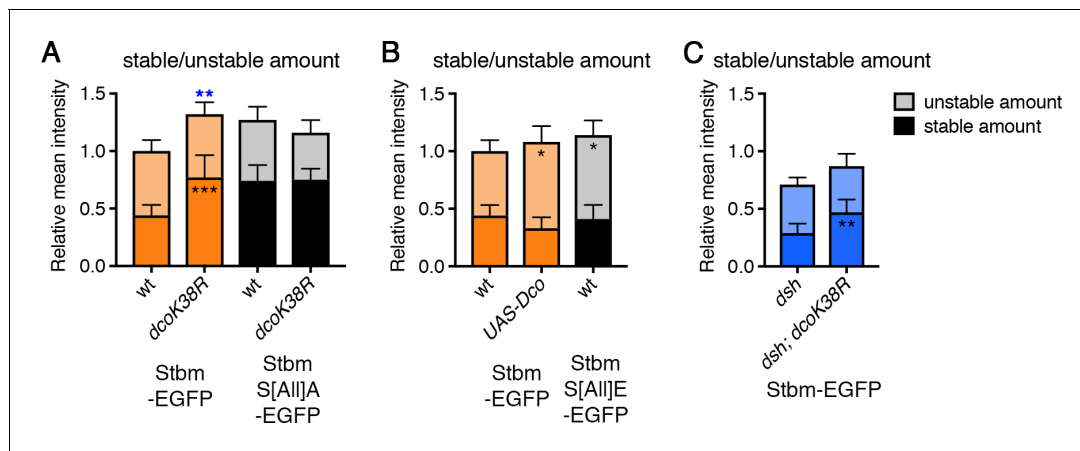 A
stable/unstable amount
Relative mean intensity
1.5
1.0
0.5
0.0
**
***
wt
dcoK38R
wt
dcoK38R
Stbm
-EGFP
Stbm
S[All]A
-EGFP
B
stable/unstable amount
Relative mean intensity
1.5
1.0
0.5
0.0
*
*
wt
UAS-Dco
wt
Stbm
-EGFP
Stbm
S[All]E
-EGFP
C
stable/unstable amount
Relative mean intensity
1.5
1.0
0.5
0.0
**
dsh
dsh; dcoK38R
Stbm-EGFP
unstable amount
stable amount